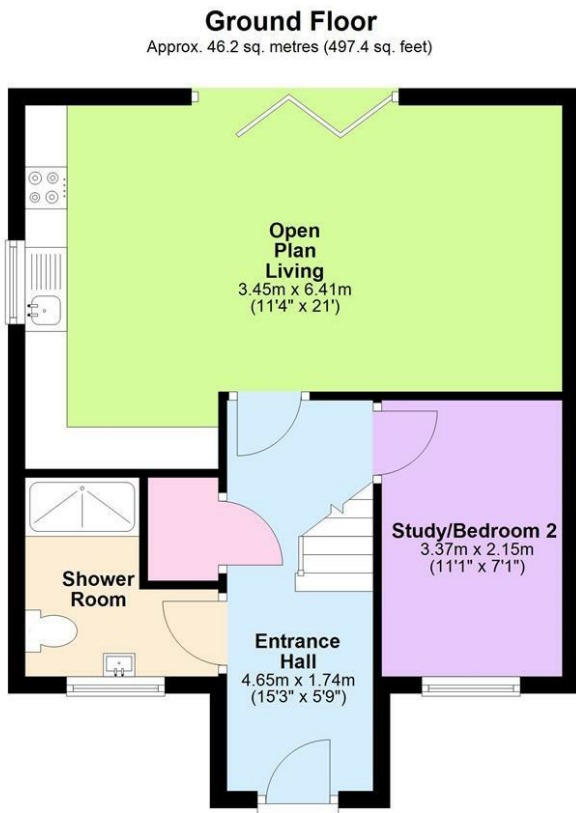 Ground Floor
Approx. 46.2 sq. metres (497.4 sq. feet)
Open
Plan
Living
3.45m x 6.41m
(11'4" x 21')
Study/Bedroom 2
3.37m x 2.15m
(11'1" x 7'1")
Shower
Room
Entrance
Hall
4.65m x 1.74m
(15'3" x 5'9")